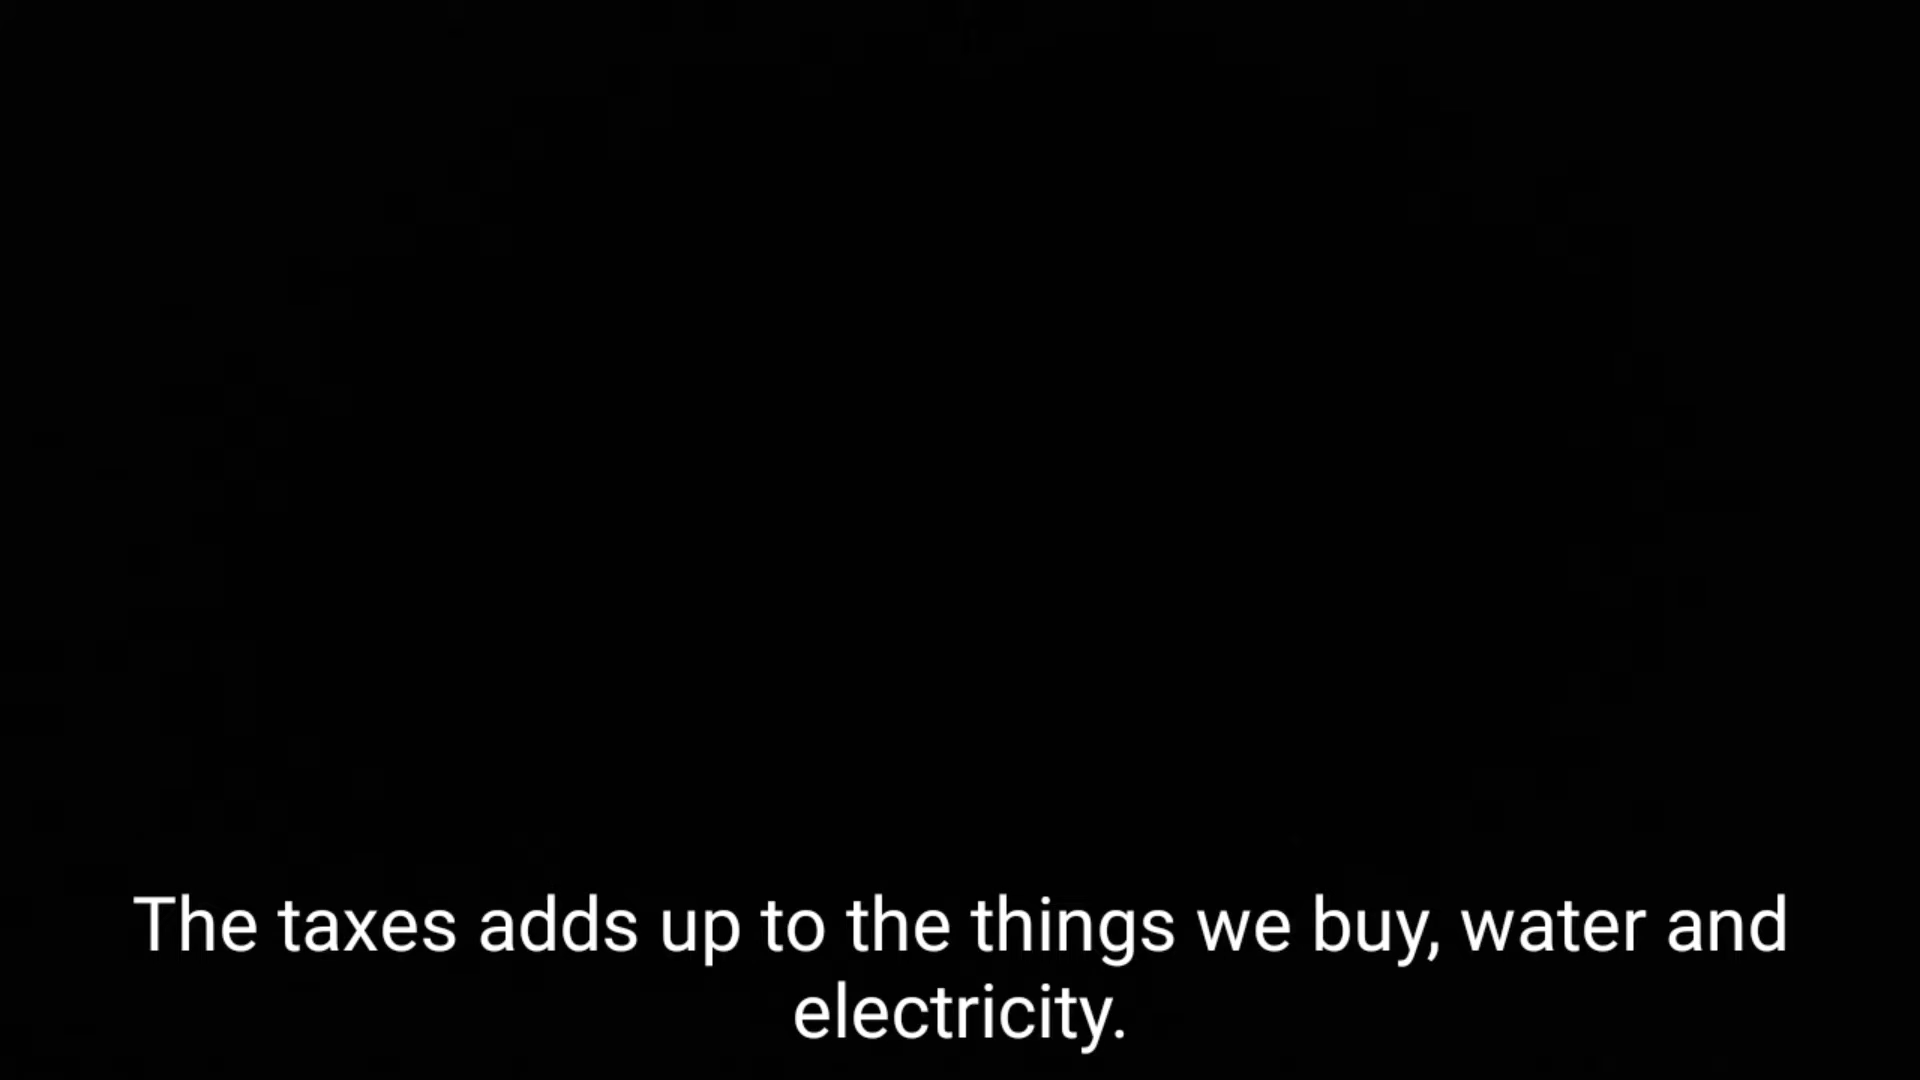 The taxes adds up to the things we buy, water and
electricity.